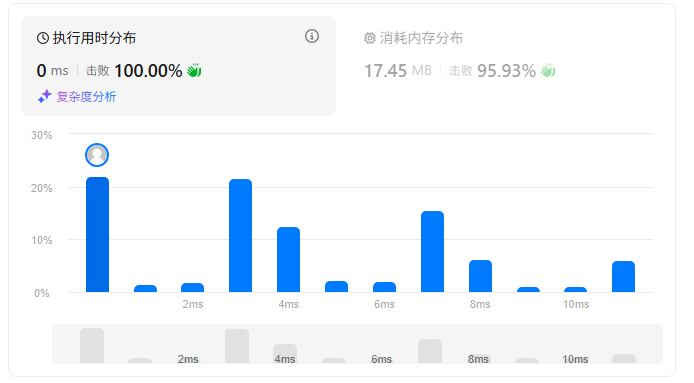 执行用时分布
0 ms 击败 100.00%
复杂度分析
消耗内存分布
17.45 MB 击败 95.93%
30%
20%
10%
0%
2ms 4ms 6ms 8ms 10ms
2ms 4ms 6ms 8ms 10ms